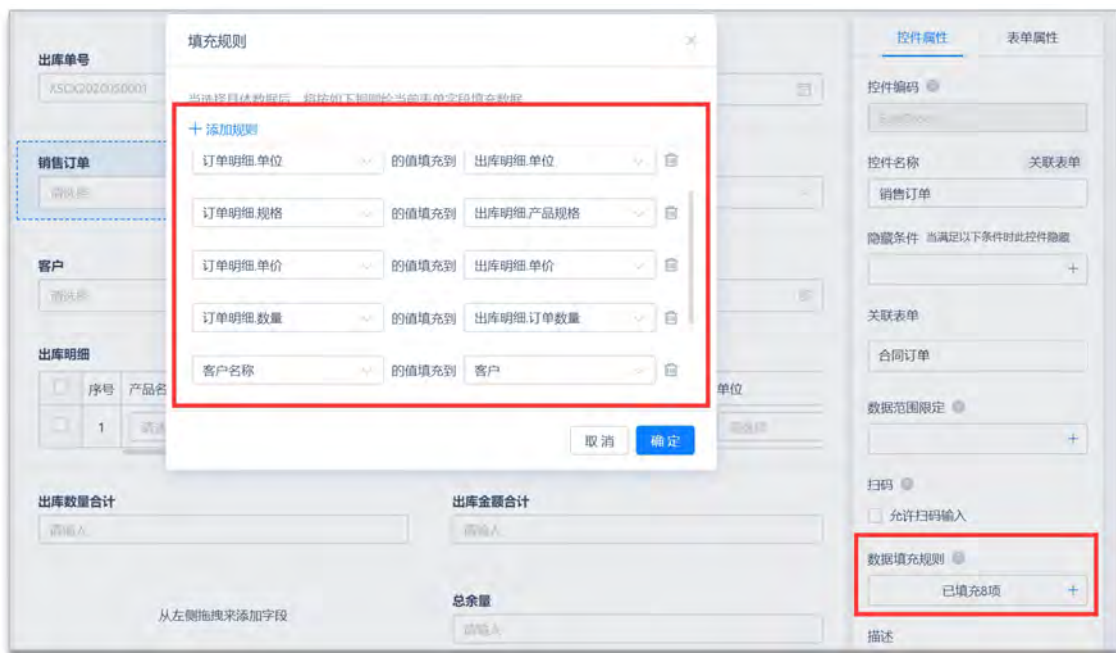 填充规则
当选择具体数据后，将按如下规则给当前表单字段填充数据
+ 添加规则
订单明细.单位 的值填充到 出库明细.单位
订单明细.规格 的值填充到 出库明细.产品规格
订单明细.单价 的值填充到 出库明细.单价
订单明细.数量 的值填充到 出库明细.订单数量
客户名称 的值填充到 客户
取消 确定
出库单号
销售订单
请选择
客户
请选择
出库明细
序号 产品名 单位
1 请选 请选择
出库数量合计 出库金额合计
请输入 请输入
从左侧拖拽来添加字段
总余量
请输入
控件属性 表单属性
控件编码
控件名称 关联表单
销售订单
隐藏条件 当满足以下条件时此控件隐藏
+
关联表单
合同订单
数据范围限定
+
扫码
允许扫码输入
数据填充规则
已填充8项 +
描述